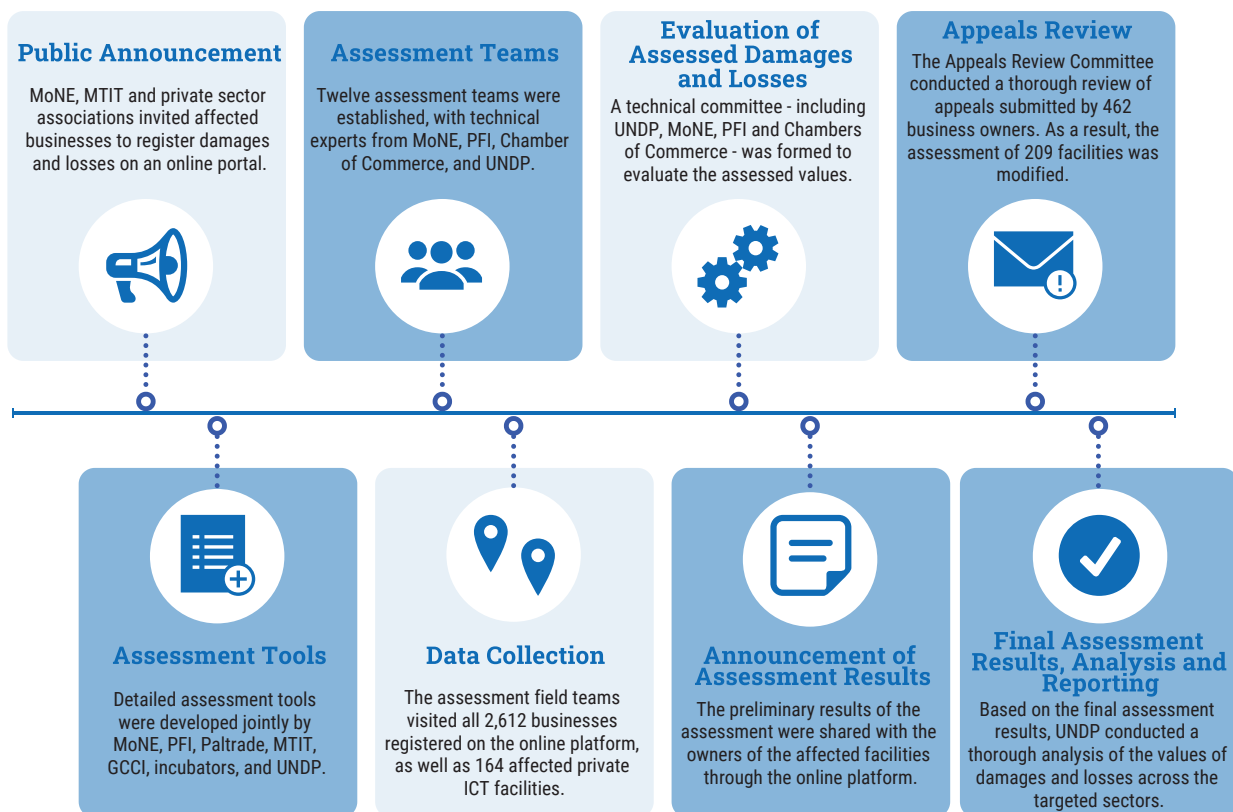 Public Announcement
MoNE, MTIT and private sector
associations invited affected
businesses to register damages
and losses on an online portal.
Assessment Tools
Detailed assessment tools
were developed jointly by
MoNE, PFI, Paltrade, MTIT,
GCCI, incubators, and UNDP.
Assessment Teams
Twelve assessment teams were
established, with technical
experts from MoNE, PFI, Chamber
of Commerce, and UNDP.
Data Collection
The assessment field teams
visited all 2,612 businesses
registered on the online platform,
as well as 164 affected private
ICT facilities.
Evaluation of
Assessed Damages
and Losses
A technical committee - including
UNDP, MoNE, PFI and Chambers
of Commerce - was formed to
evaluate the assessed values.
Announcement of
Assessment Results
The preliminary results of the
assessment were shared with the
owners of the affected facilities
through the online platform.
Appeals Review
The Appeals Review Committee
conducted a thorough review of
appeals submitted by 462
business owners. As a result, the
assessment of 209 facilities was
modified.
Final Assessment
Results, Analysis and
Reporting
Based on the final assessment
results, UNDP conducted a
thorough analysis of the values of
damages and losses across the
targeted sectors.